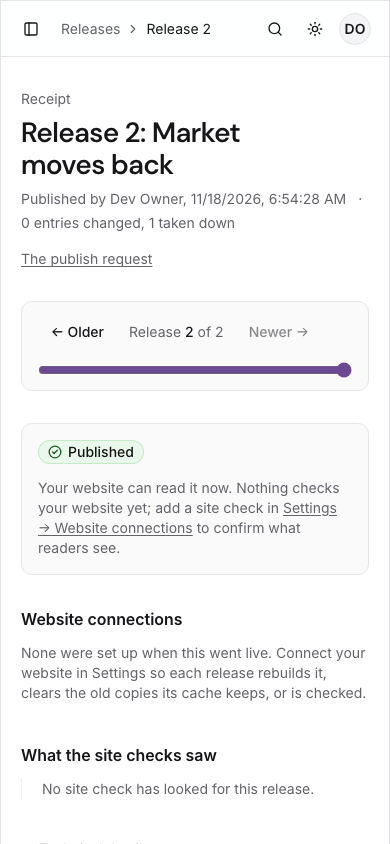 Releases > Release 2
DO
Receipt
Release 2: Market
moves back
Published by Dev Owner, 11/18/2026, 6:54:28 AM ·
0 entries changed, 1 taken down
The publish request
← Older Release 2 of 2 Newer →
Published
Your website can read it now. Nothing checks
your website yet; add a site check in Settings
→ Website connections to confirm what
readers see.
Website connections
None were set up when this went live. Connect your
website in Settings so each release rebuilds it,
clears the old copies its cache keeps, or is checked.
What the site checks saw
No site check has looked for this release.